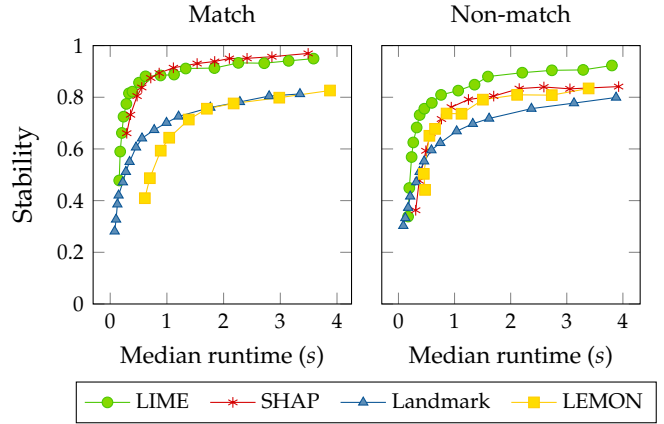 Match Non-match
Stability
1
0.8
0.6
0.4
0.2
0
0 1 2 3 4 0 1 2 3 4
Median runtime (s) Median runtime (s)
LIME SHAP Landmark LEMON